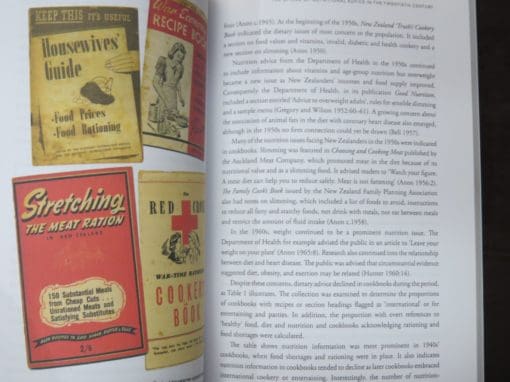 KEEP THIS IT'S USEFUL
Housewives'
Guide
Food Prices
Food Rationing
War Economy
RECIPE BOOK
Stretching
THE MEAT RATION
IN NEW ZEALAND
150 Substantial Meals
from Cheap Cuts
Unrationed Meats and
Satisfying Substitutes
2/6
The
RED CROSS
WAR-TIME
COOKERY
BOOK
NUTRITIONAL ADVICE IN THE TWENTIETH CENTURY
(Anon c.1945). At the beginning of the 1950s, New Zealand 'Truth's Cookery
Book indicated the dietary issues of most concern to the population. It included
a section on food values and vitamins, invalid, diabetic and health cookery and a
new section on slimming (Anon 1950).
Nutrition advice from the Department of Health in the 1950s continued
to include information about vitamins and age-group nutrition but overweight
became a new issue as New Zealanders' incomes and food supply improved.
Consequently the Department of Health, in its publication Good Nutrition,
included a section entitled 'Advice to overweight adults', rules for sensible slimming
and a sample menu (Gregory and Wilson 1952:60–61). A growing concern about
the association of animal fats in the diet with coronary heart disease also emerged,
although in the 1950s no firm connection could yet be drawn (Bell 1957).
Many of the nutrition issues facing New Zealanders in the 1950s were indicated
in cookbooks. Slimming was featured in Choosing and Cooking Meat published by
the Auckland Meat Company, which promoted meat in the diet because of its
nutritional value and as a slimming food. It advised readers to 'Watch your figure.
A meat diet can help you to reduce safely. Meat is not fattening' (Anon 1956:2).
The Family Cook's Book issued by the New Zealand Family Planning Association
also had notes on slimming, which included a list of foods to avoid, instructions
to reduce all fatty and starchy foods, not drink with meals, not eat between meals
and restrict the amount of fluid intake (Anon c.1958).
In the 1960s, weight continued to be a prominent nutrition issue. The
Department of Health for example advised the public in an article to 'Leave your
weight on your plate' (Anon 1965:8). Research also continued into the relationship
between diet and heart disease. The public was advised that circumstantial evidence
suggested diet, obesity, and exertion may be related (Hunter 1960:14).
Despite these concerns, dietary advice declined in cookbooks during the period, as
Table 1 illustrates. The collection was examined to determine the proportions
of cookbooks with recipes or section headings flagged as 'international' or for
entertaining and parties. In addition, the proportion with overt references to
'healthy' food, diet and nutrition and cookbooks acknowledging rationing and
food shortages were calculated.
The table shows nutrition information was most prominent in 1940s'
cookbooks, when food shortages and rationing were in place. It also indicates
nutrition information in cookbooks tended to decline as later cookbooks embraced
international cookery or entertaining. Interestingly, the number of nutrition-